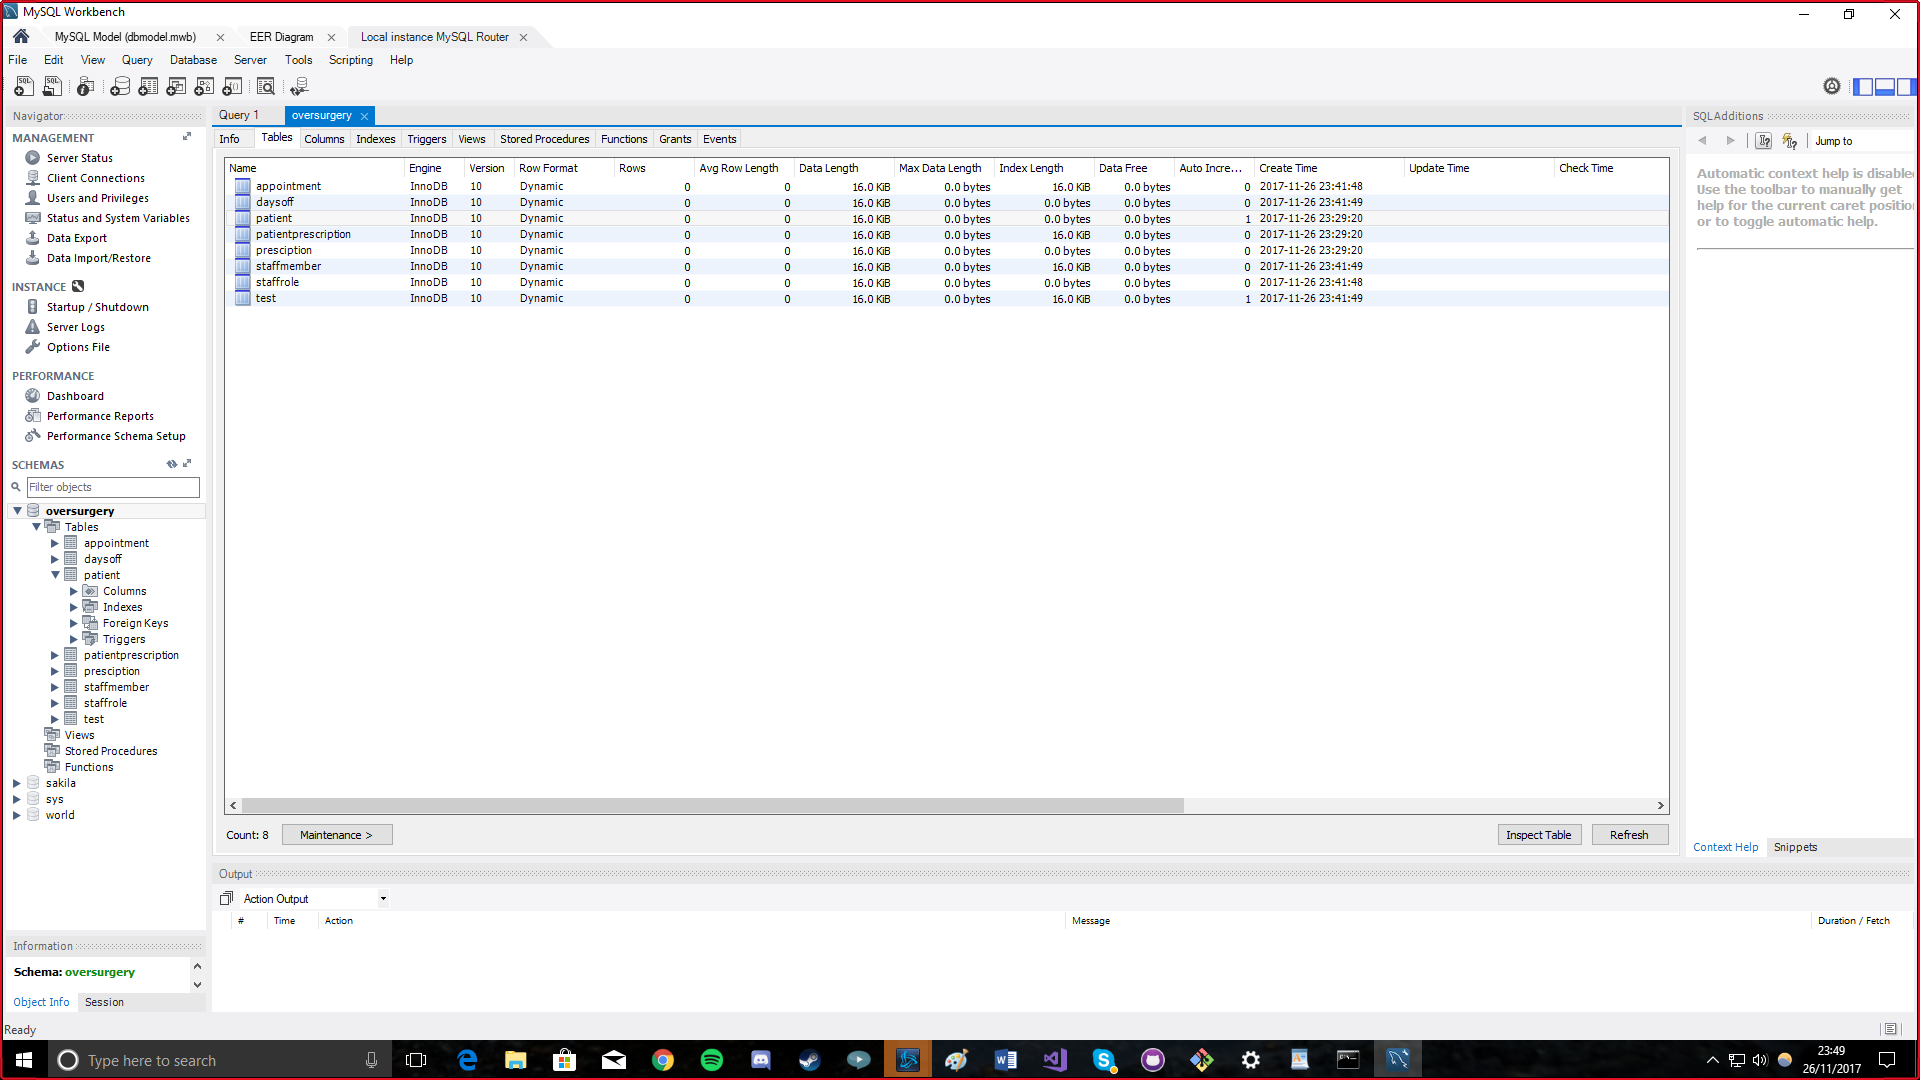 MySQL Workbench
MySQL Model (dbmodel.mwb) EER Diagram Local instance MySQL Router
File Edit View Query Database Server Tools Scripting Help
Navigator
MANAGEMENT
Server Status
Client Connections
Users and Privileges
Status and System Variables
Data Export
Data Import/Restore
INSTANCE
Startup / Shutdown
Server Logs
Options File
PERFORMANCE
Dashboard
Performance Reports
Performance Schema Setup
SCHEMAS
Filter objects
oversurgery
Tables
appointment
daysoff
patient
Columns
Indexes
Foreign Keys
Triggers
patientprescription
presciption
staffmember
staffrole
test
Views
Stored Procedures
Functions
sakila
sys
world
Information
Schema: oversurgery
Object Info Session
Query 1 oversurgery
Info Tables Columns Indexes Triggers Views Stored Procedures Functions Grants Events
Name Engine Version Row Format Rows Avg Row Length Data Length Max Data Length Index Length Data Free Auto Incre... Create Time Update Time Check Time
appointment InnoDB 10 Dynamic 0 0 16.0 KiB 0.0 bytes 16.0 KiB 0.0 bytes 0 2017-11-26 23:41:48
daysoff InnoDB 10 Dynamic 0 0 16.0 KiB 0.0 bytes 16.0 KiB 0.0 bytes 0 2017-11-26 23:41:49
patient InnoDB 10 Dynamic 0 0 16.0 KiB 0.0 bytes 0.0 bytes 0.0 bytes 1 2017-11-26 23:29:20
patientprescription InnoDB 10 Dynamic 0 0 16.0 KiB 0.0 bytes 16.0 KiB 0.0 bytes 0 2017-11-26 23:29:20
presciption InnoDB 10 Dynamic 0 0 16.0 KiB 0.0 bytes 0.0 bytes 0.0 bytes 0 2017-11-26 23:29:20
staffmember InnoDB 10 Dynamic 0 0 16.0 KiB 0.0 bytes 16.0 KiB 0.0 bytes 0 2017-11-26 23:41:49
staffrole InnoDB 10 Dynamic 0 0 16.0 KiB 0.0 bytes 0.0 bytes 0.0 bytes 0 2017-11-26 23:41:48
test InnoDB 10 Dynamic 0 0 16.0 KiB 0.0 bytes 16.0 KiB 0.0 bytes 1 2017-11-26 23:41:49
Count: 8 Maintenance > Inspect Table Refresh
Output
Action Output
# Time Action Message Duration / Fetch
SQLAdditions
Jump to
Automatic context help is disable
Use the toolbar to manually get
help for the current caret position
or to toggle automatic help.
Context Help Snippets
Ready
Type here to search
23:49
26/11/2017